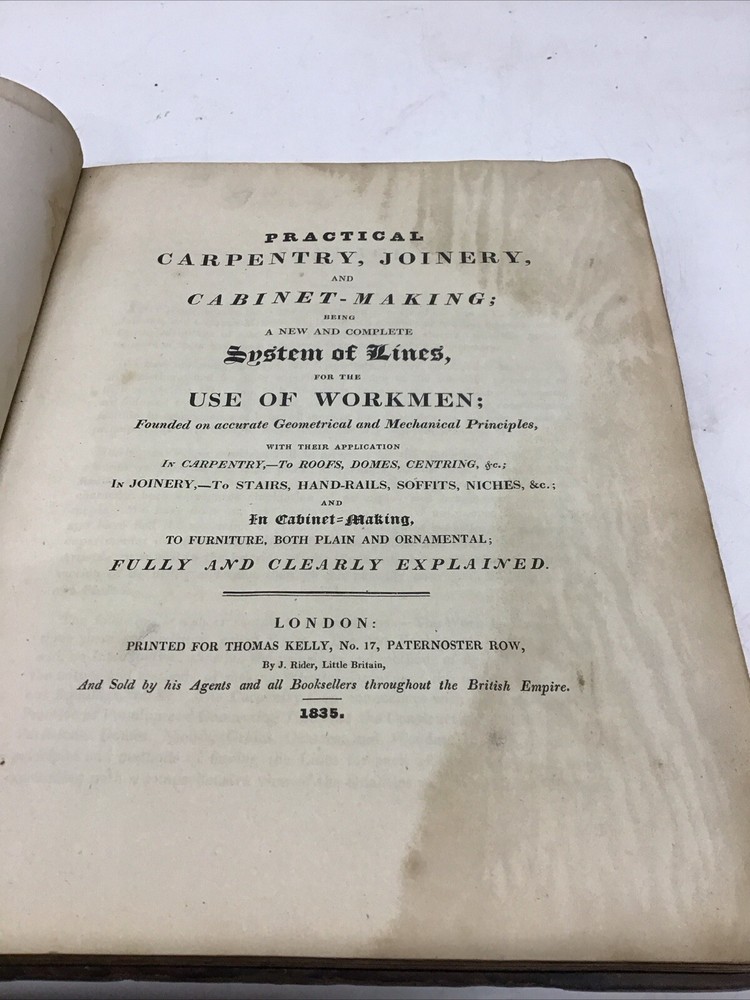 PRACTICAL
CARPENTRY, JOINERY,
AND
CABINET-MAKING;
BEING
A NEW AND COMPLETE
System of Lines,
FOR THE
USE OF WORKMEN;
Founded on accurate Geometrical and Mechanical Principles,
WITH THEIR APPLICATION
IN CARPENTRY,—TO ROOFS, DOMES, CENTRING, &c.;
IN JOINERY,—TO STAIRS, HAND-RAILS, SOFFITS, NICHES, &c.;
AND
In Cabinet-Making,
TO FURNITURE, BOTH PLAIN AND ORNAMENTAL;
FULLY AND CLEARLY EXPLAINED.
LONDON:
PRINTED FOR THOMAS KELLY, No. 17, PATERNOSTER ROW,
By J. Rider, Little Britain,
And Sold by his Agents and all Booksellers throughout the British Empire.
1835.